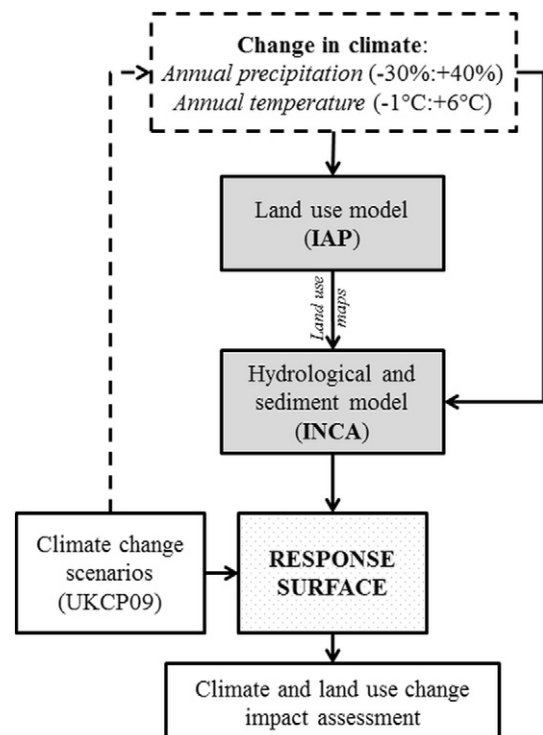 Change in climate:
Annual precipitation (-30%:+40%)
Annual temperature (-1°C:+6°C)
Land use model
(IAP)
Land use
maps
Hydrological and
sediment model
(INCA)
Climate change
scenarios
(UKCP09)
RESPONSE
SURFACE
Climate and land use change
impact assessment